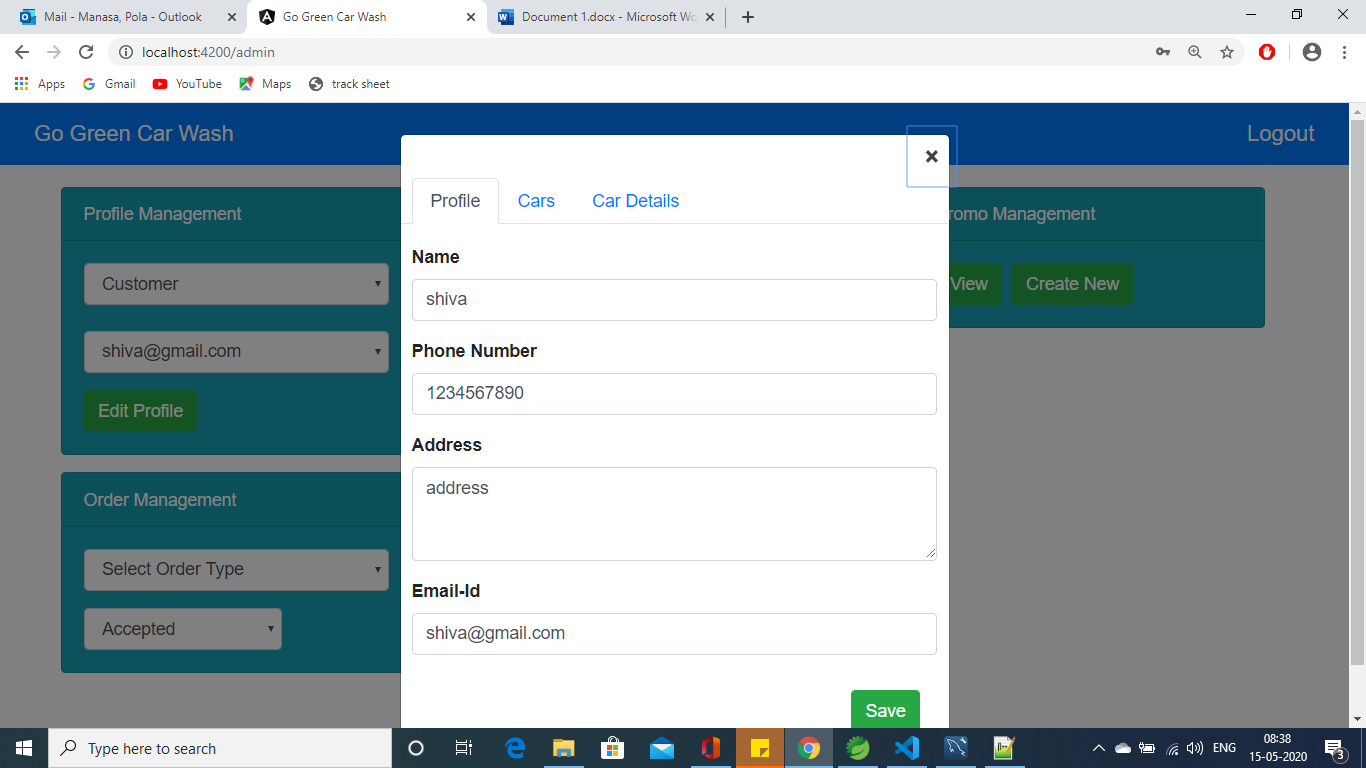 Mail - Manasa, Pola - Outlook
Go Green Car Wash
Document 1.docx - Microsoft Wo
localhost:4200/admin
Apps Gmail YouTube Maps track sheet
Go Green Car Wash Logout
×
Profile Cars Car Details
Profile Management
Customer
shiva@gmail.com
Edit Profile
Order Management
Select Order Type
Accepted
Name
shiva
Phone Number
1234567890
Address
address
Email-Id
shiva@gmail.com
Save
romo Management
View Create New
Type here to search
ENG
08:38
15-05-2020
3